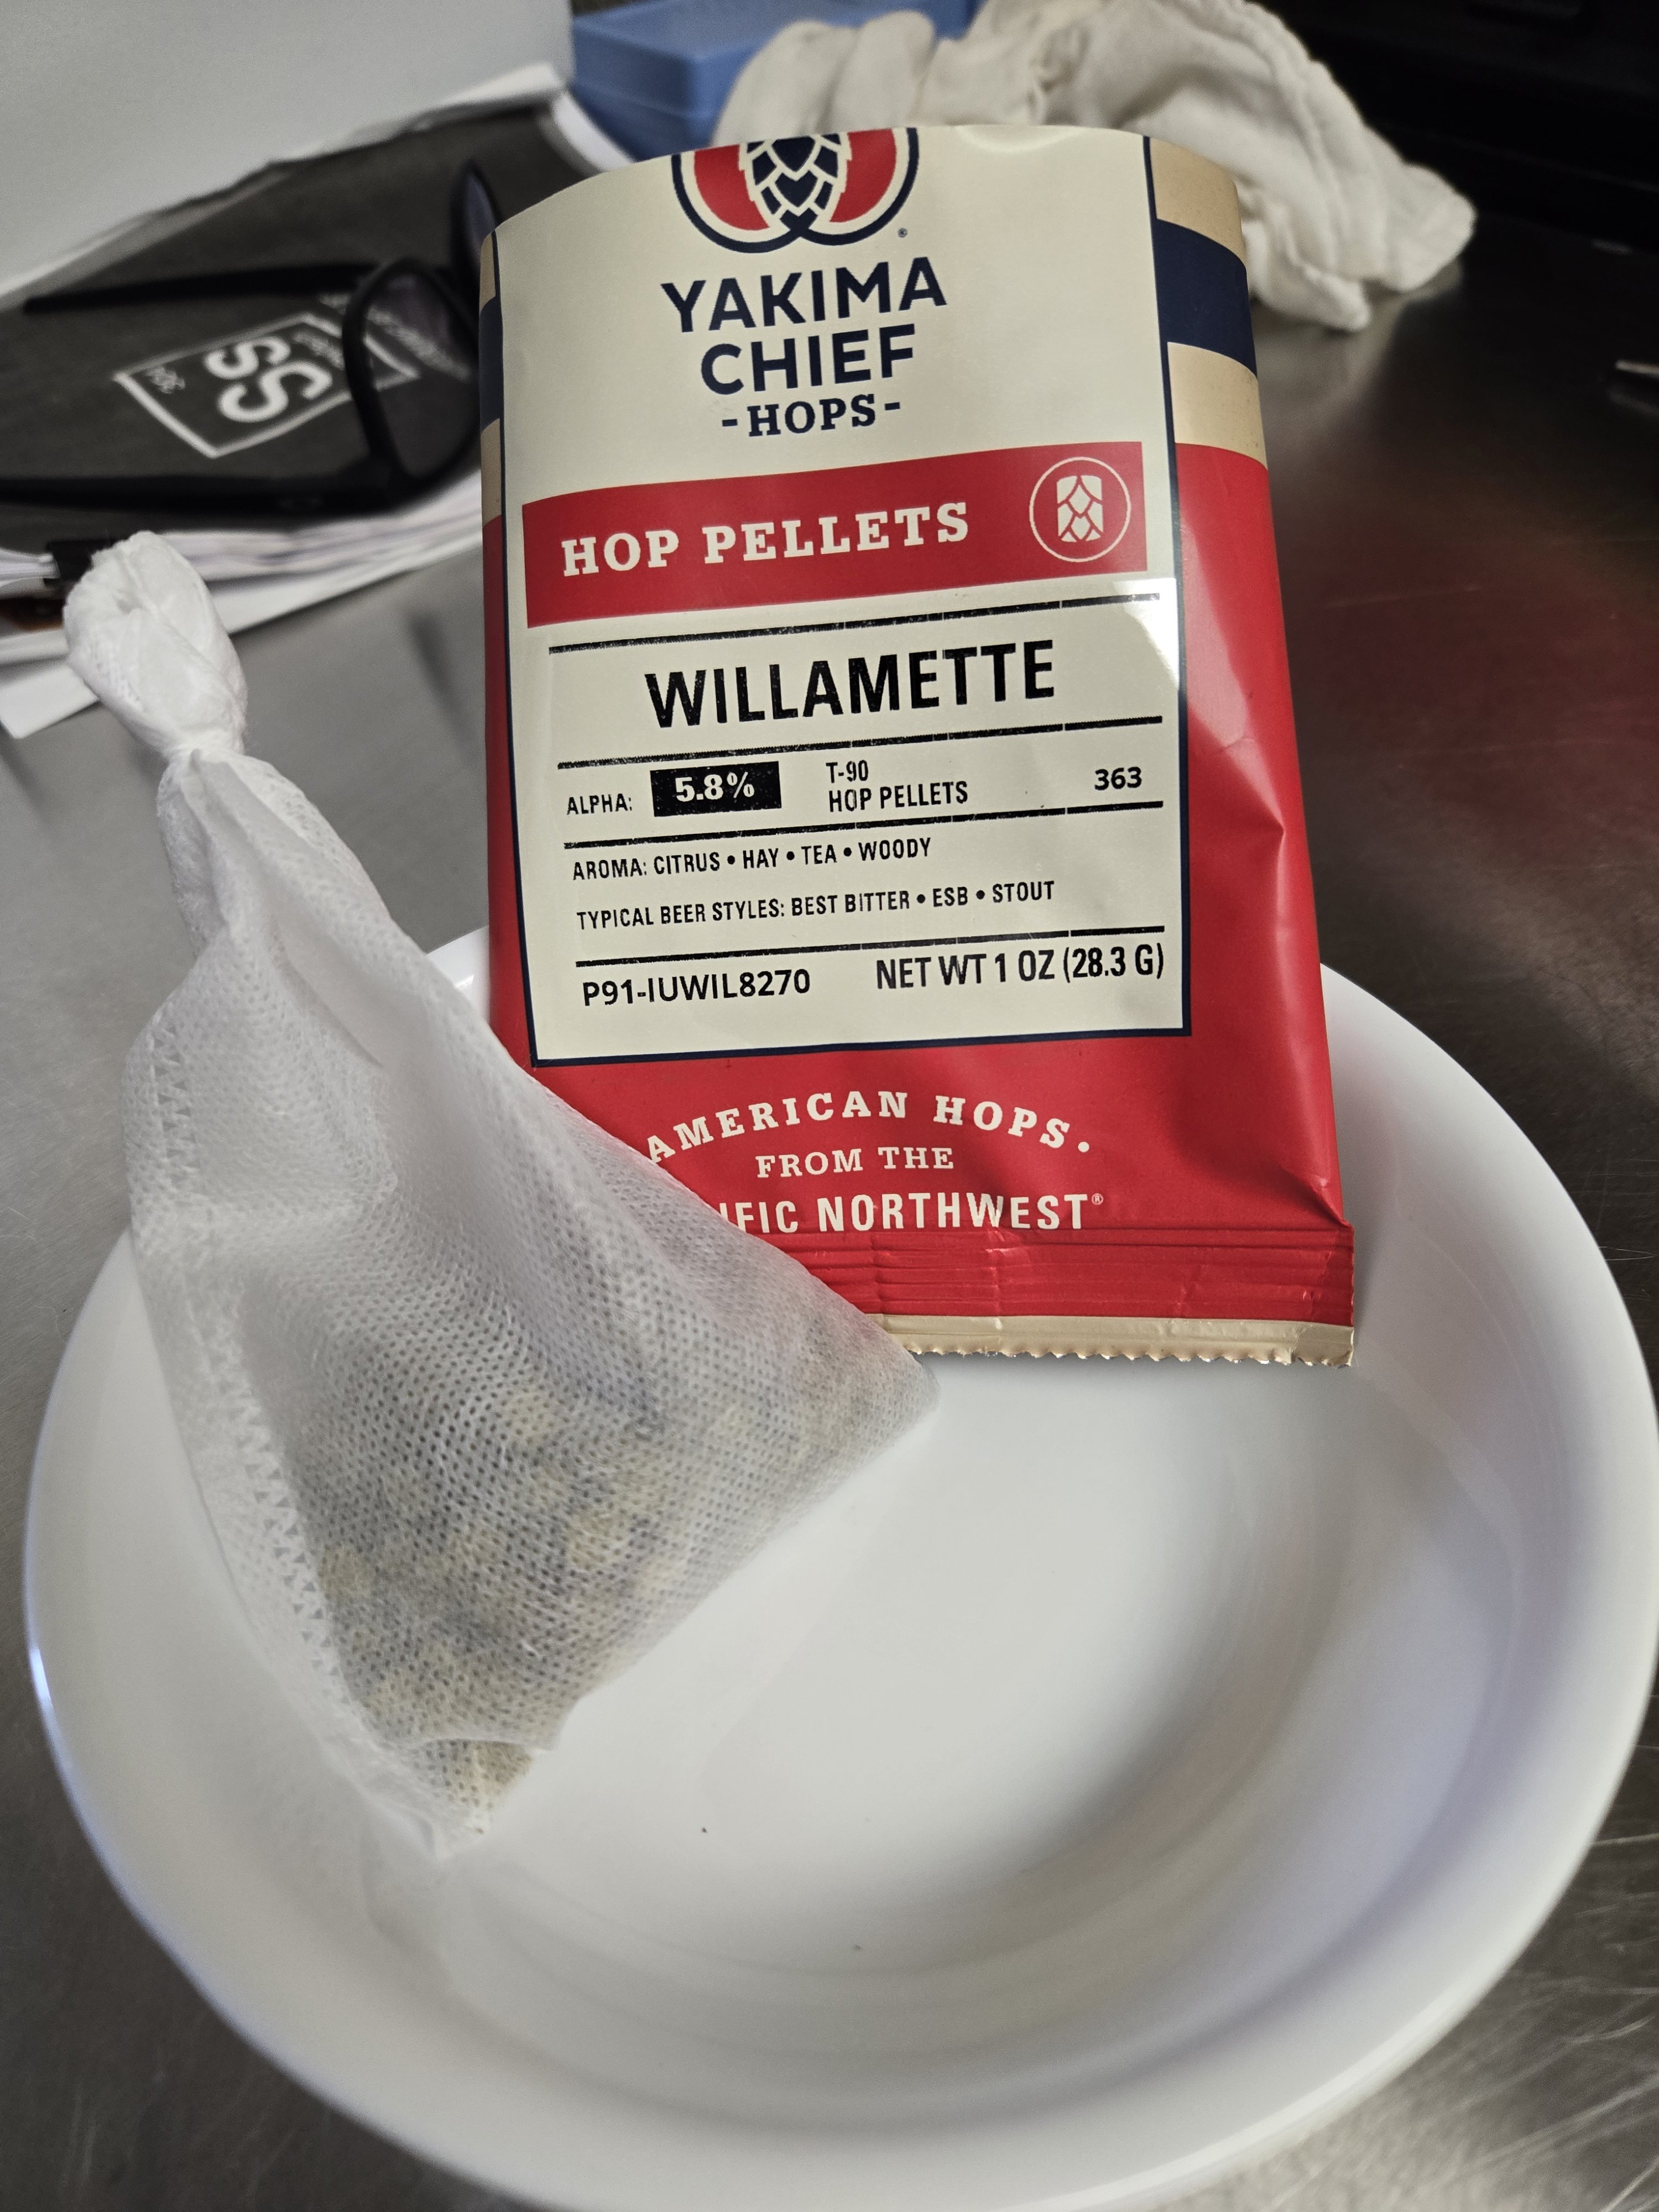 YAKIMA
CHIEF
-HOPS-
HOP PELLETS
WILLAMETTE
ALPHA: 5.8% T-90 HOP PELLETS 363
AROMA: CITRUS • HAY • TEA • WOODY
TYPICAL BEER STYLES: BEST BITTER • ESB • STOUT
P91-IUWIL8270 NET WT 1 OZ (28.3 G)
AMERICAN HOPS.
FROM THE
IFIC NORTHWEST®
SS